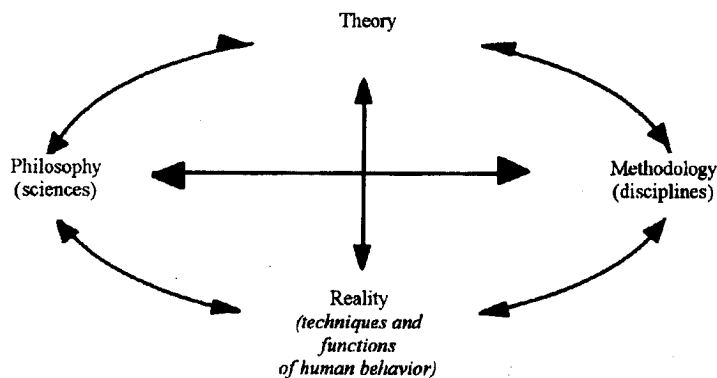 Theory
Philosophy
(sciences)
Methodology
(disciplines)
Reality
(techniques and
functions
of human behavior)